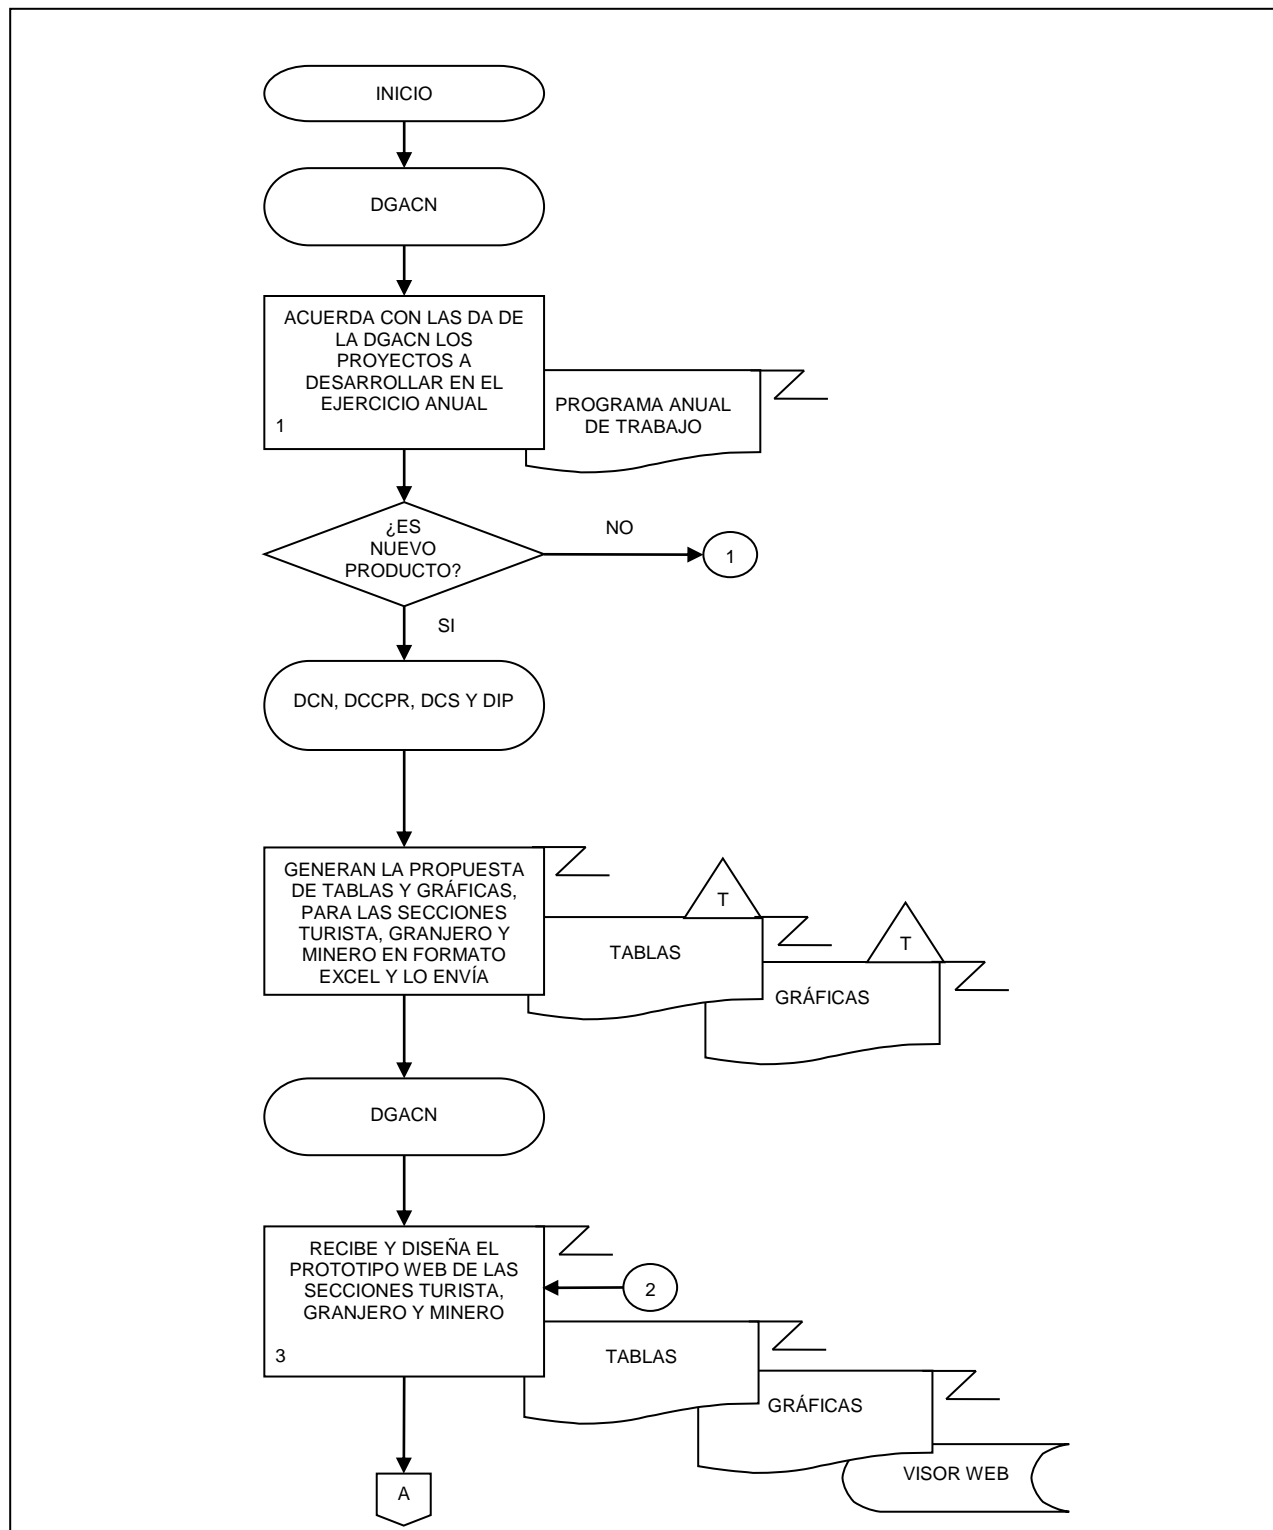 INICIO
DGACN
ACUERDA CON LAS DA DE
LA DGACN LOS
PROYECTOS A
DESARROLLAR EN EL
EJERCICIO ANUAL
1
PROGRAMA ANUAL
DE TRABAJO
¿ES
NUEVO
PRODUCTO?
NO
1
SI
DCN, DCCPR, DCS Y DIP
GENERAN LA PROPUESTA
DE TABLAS Y GRÁFICAS,
PARA LAS SECCIONES
TURISTA, GRANJERO Y
MINERO EN FORMATO
EXCEL Y LO ENVÍA
T
TABLAS
T
GRÁFICAS
DGACN
RECIBE Y DISEÑA EL
PROTOTIPO WEB DE LAS
SECCIONES TURISTA,
GRANJERO Y MINERO
3
2
TABLAS
GRÁFICAS
VISOR WEB
A